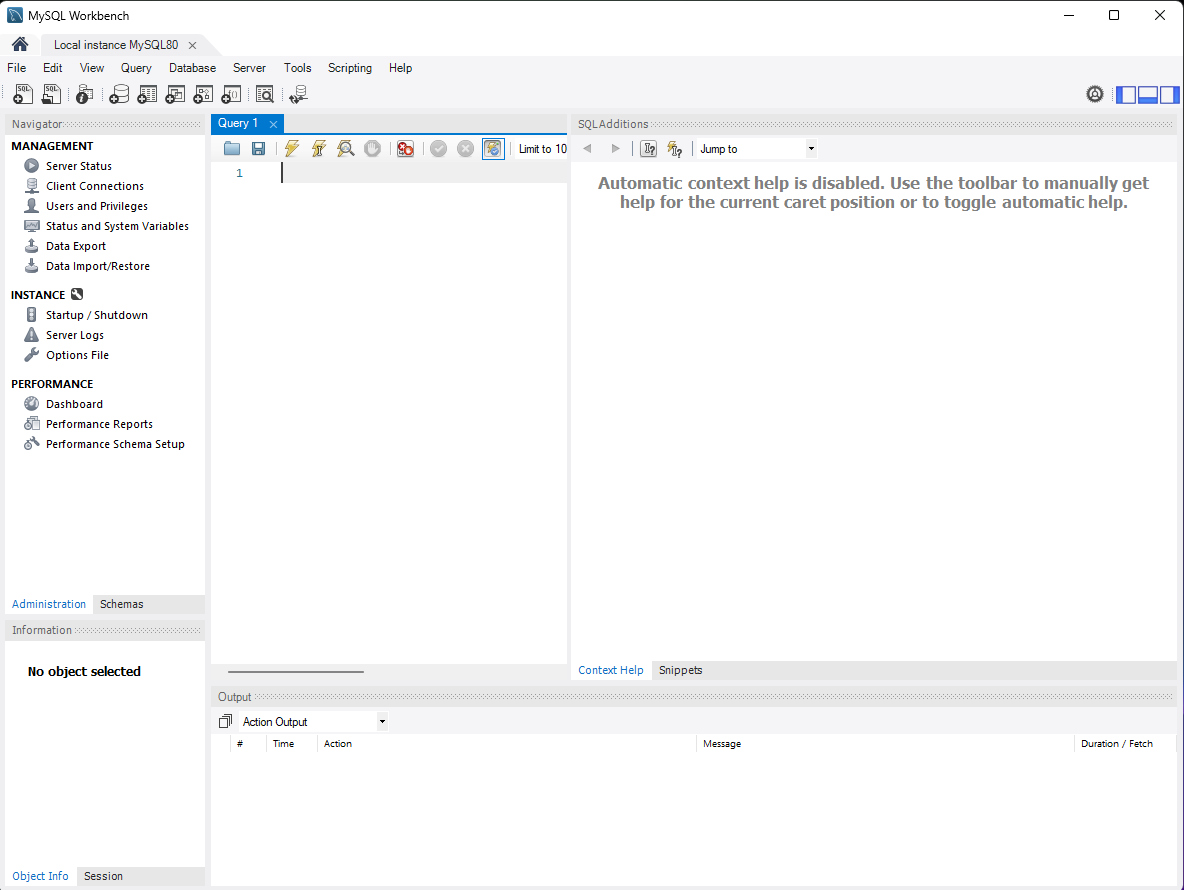 MySQL Workbench
Local instance MySQL80
File Edit View Query Database Server Tools Scripting Help
Navigator
MANAGEMENT
Server Status
Client Connections
Users and Privileges
Status and System Variables
Data Export
Data Import/Restore
INSTANCE
Startup / Shutdown
Server Logs
Options File
PERFORMANCE
Dashboard
Performance Reports
Performance Schema Setup
Administration Schemas
Information
No object selected
Object Info Session
Query 1
Limit to 10
1
SQLAdditions
Jump to
Automatic context help is disabled. Use the toolbar to manually get
help for the current caret position or to toggle automatic help.
Context Help Snippets
Output
Action Output
# Time Action Message Duration / Fetch